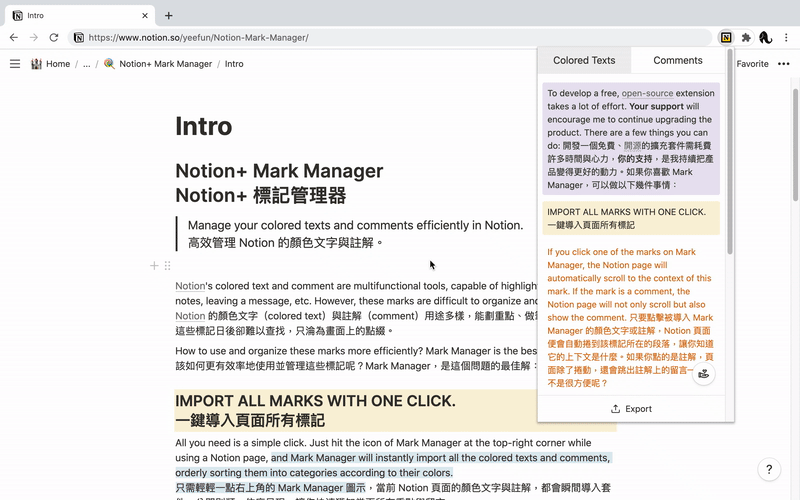 Intro
https://www.notion.so/yeefun/Notion-Mark-Manager/
Home / ... / Notion+ Mark Manager / Intro
Favorite
Intro
Notion+ Mark Manager
Notion+ 標記管理器
Manage your colored texts and comments efficiently in Notion.
高效管理 Notion 的顏色文字與註解。
Notion's colored text and comment are multifunctional tools, capable of highligh
notes, leaving a message, etc. However, these marks are difficult to organize an
Notion 的顏色文字（colored text）與註解（comment）用途多樣，能劃重點、做
這些標記日後卻難以查找，只淪為畫面上的點綴。
How to use and organize these marks more efficiently? Mark Manager is the bes
該如何更有效率地使用並管理這些標記呢？Mark Manager，是這個問題的最佳解：
IMPORT ALL MARKS WITH ONE CLICK.
一鍵導入頁面所有標記
All you need is a simple click. Just hit the icon of Mark Manager at the top-right corner while
using a Notion page, and Mark Manager will instantly import all the colored texts and comments,
orderly sorting them into categories according to their colors.
只需輕輕一點右上角的 Mark Manager 圖示，當前 Notion 頁面的顏色文字與註解，都會瞬間導入套
Colored Texts
Comments
To develop a free, open-source extension
takes a lot of effort. Your support will
encourage me to continue upgrading the
product. There are a few things you can
do: 開發一個免費、開源的擴充套件需耗費
許多時間與心力，你的支持，是我持續把產
品變得更好的動力。如果你喜歡 Mark
Manager，可以做以下幾件事情：
IMPORT ALL MARKS WITH ONE CLICK.
一鍵導入頁面所有標記
If you click one of the marks on Mark
Manager, the Notion page will
automatically scroll to the context of this
mark. If the mark is a comment, the
Notion page will not only scroll but also
show the comment. 只要點擊被導入 Mark
Manager 的顏色文字或註解，Notion 頁面
便會自動捲到該標記所在的段落，讓你知道
它的上下文是什麼。如果你點的是註解，頁
面除了捲動，還會跳出註解上的留言
不是很方便呢？
Export
?